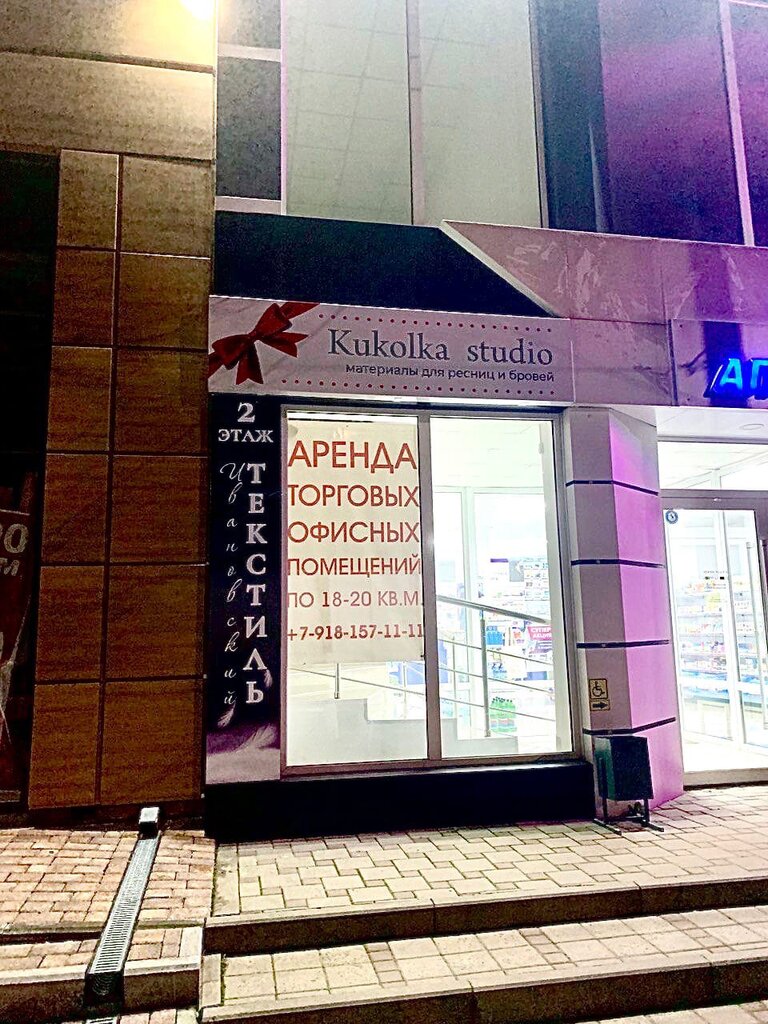 Kukolka studio
материалы для ресниц и бровей
АП
2
ЭТАЖ
Ивановский
ТЕКСТИЛЬ
АРЕНДА
ТОРГОВЫХ
ОФИСНЫХ
ПОМЕЩЕНИЙ
ПО 18-20 КВ.М
+7-918-157-11-11